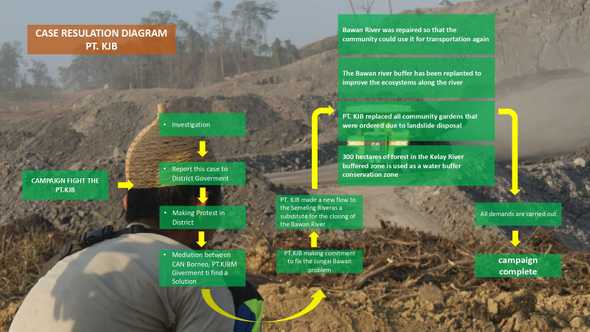 CASE RESULATION DIAGRAM
PT. KJB
Bawan River was repaired so that the
community could use it for transportation again
The Bawan river buffer has been replanted to
improve the ecosystems along the river
PT. KJB replaced all community gardens that
were ordered due to landslide disposal
300 hectares of forest in the Kelay River
buffered zone is used as a water buffer
conservation zone
• Investigation
• Report this case to
District Goverment
CAMPAIGN FIGHT THE
PT.KJB
• Making Protest in
District
• Mediation between
CAN Borneo, PT.KJBM
Giverment ti find a
Solution
PT. KJB made a new flow to
the Semeling Riveras a
substitute for the closing of
the Bawan River
PT.KJB making comitment
to fix the sungai Bawan
problem
All demands are carried out
campaign
complete